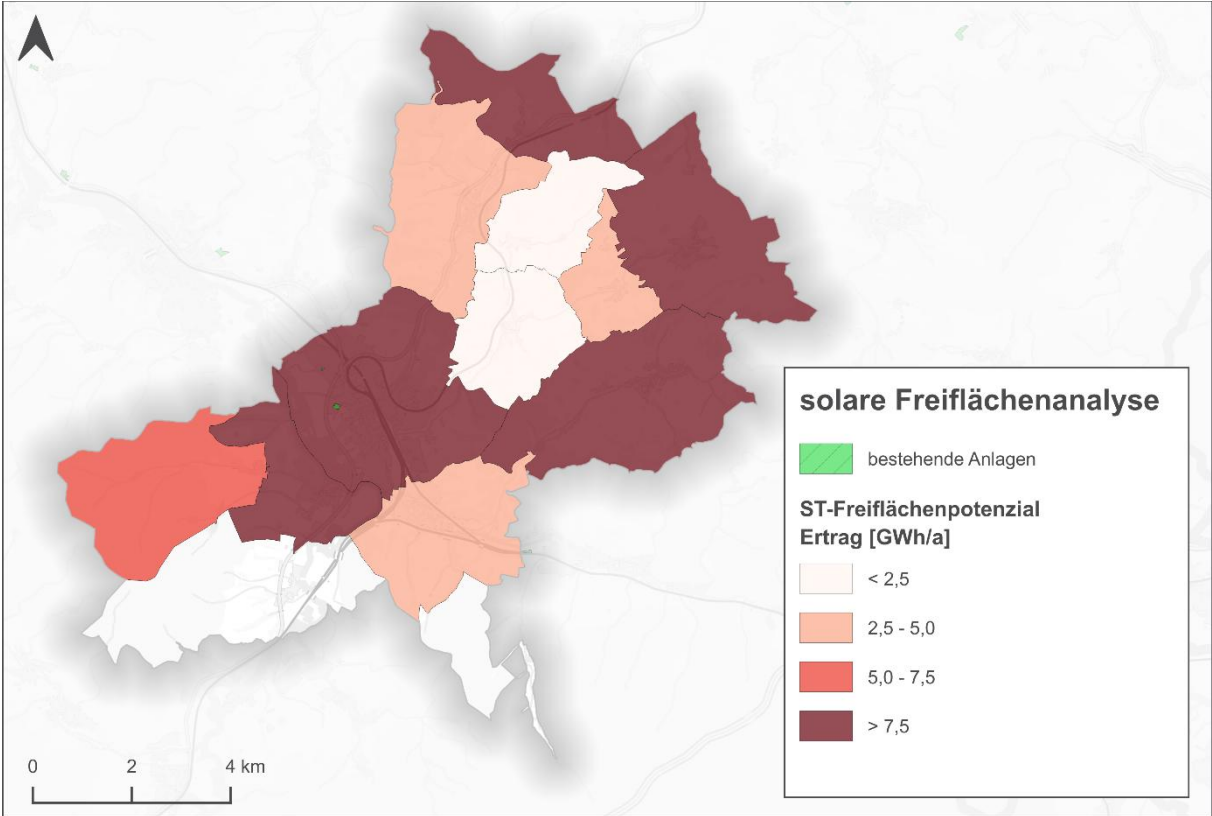 solare Freiflächenanalyse
bestehende Anlagen
ST-Freiflächenpotenzial
Ertrag [GWh/a]
< 2,5
2,5 - 5,0
5,0 - 7,5
> 7,5
0 2 4 km